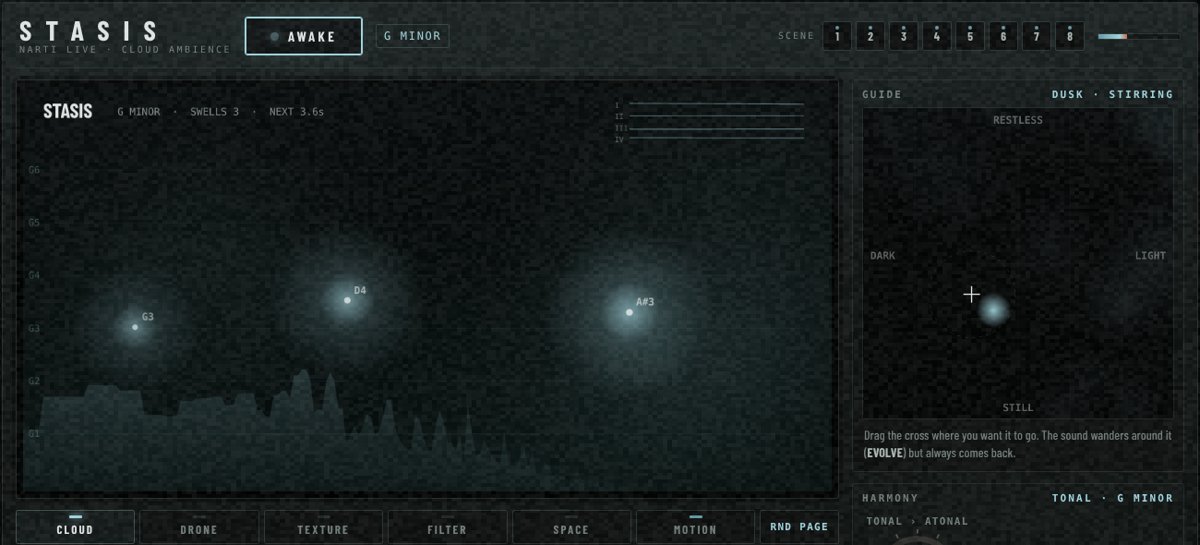 STASIS
NARTI LIVE · CLOUD AMBIENCE
AWAKE
G MINOR
SCENE 1 2 3 4 5 6 7 8
STASIS G MINOR · SWELLS 3 · NEXT 3.6s
I
II
III
IV
G6
G5
G4
G3
G2
G1
G3
D4
A#3
CLOUD DRONE TEXTURE FILTER SPACE MOTION RND PAGE
GUIDE DUSK · STIRRING
RESTLESS
DARK LIGHT
STILL
Drag the cross where you want it to go. The sound wanders around it
(EVOLVE) but always comes back.
HARMONY TONAL · G MINOR
TONAL › ATONAL